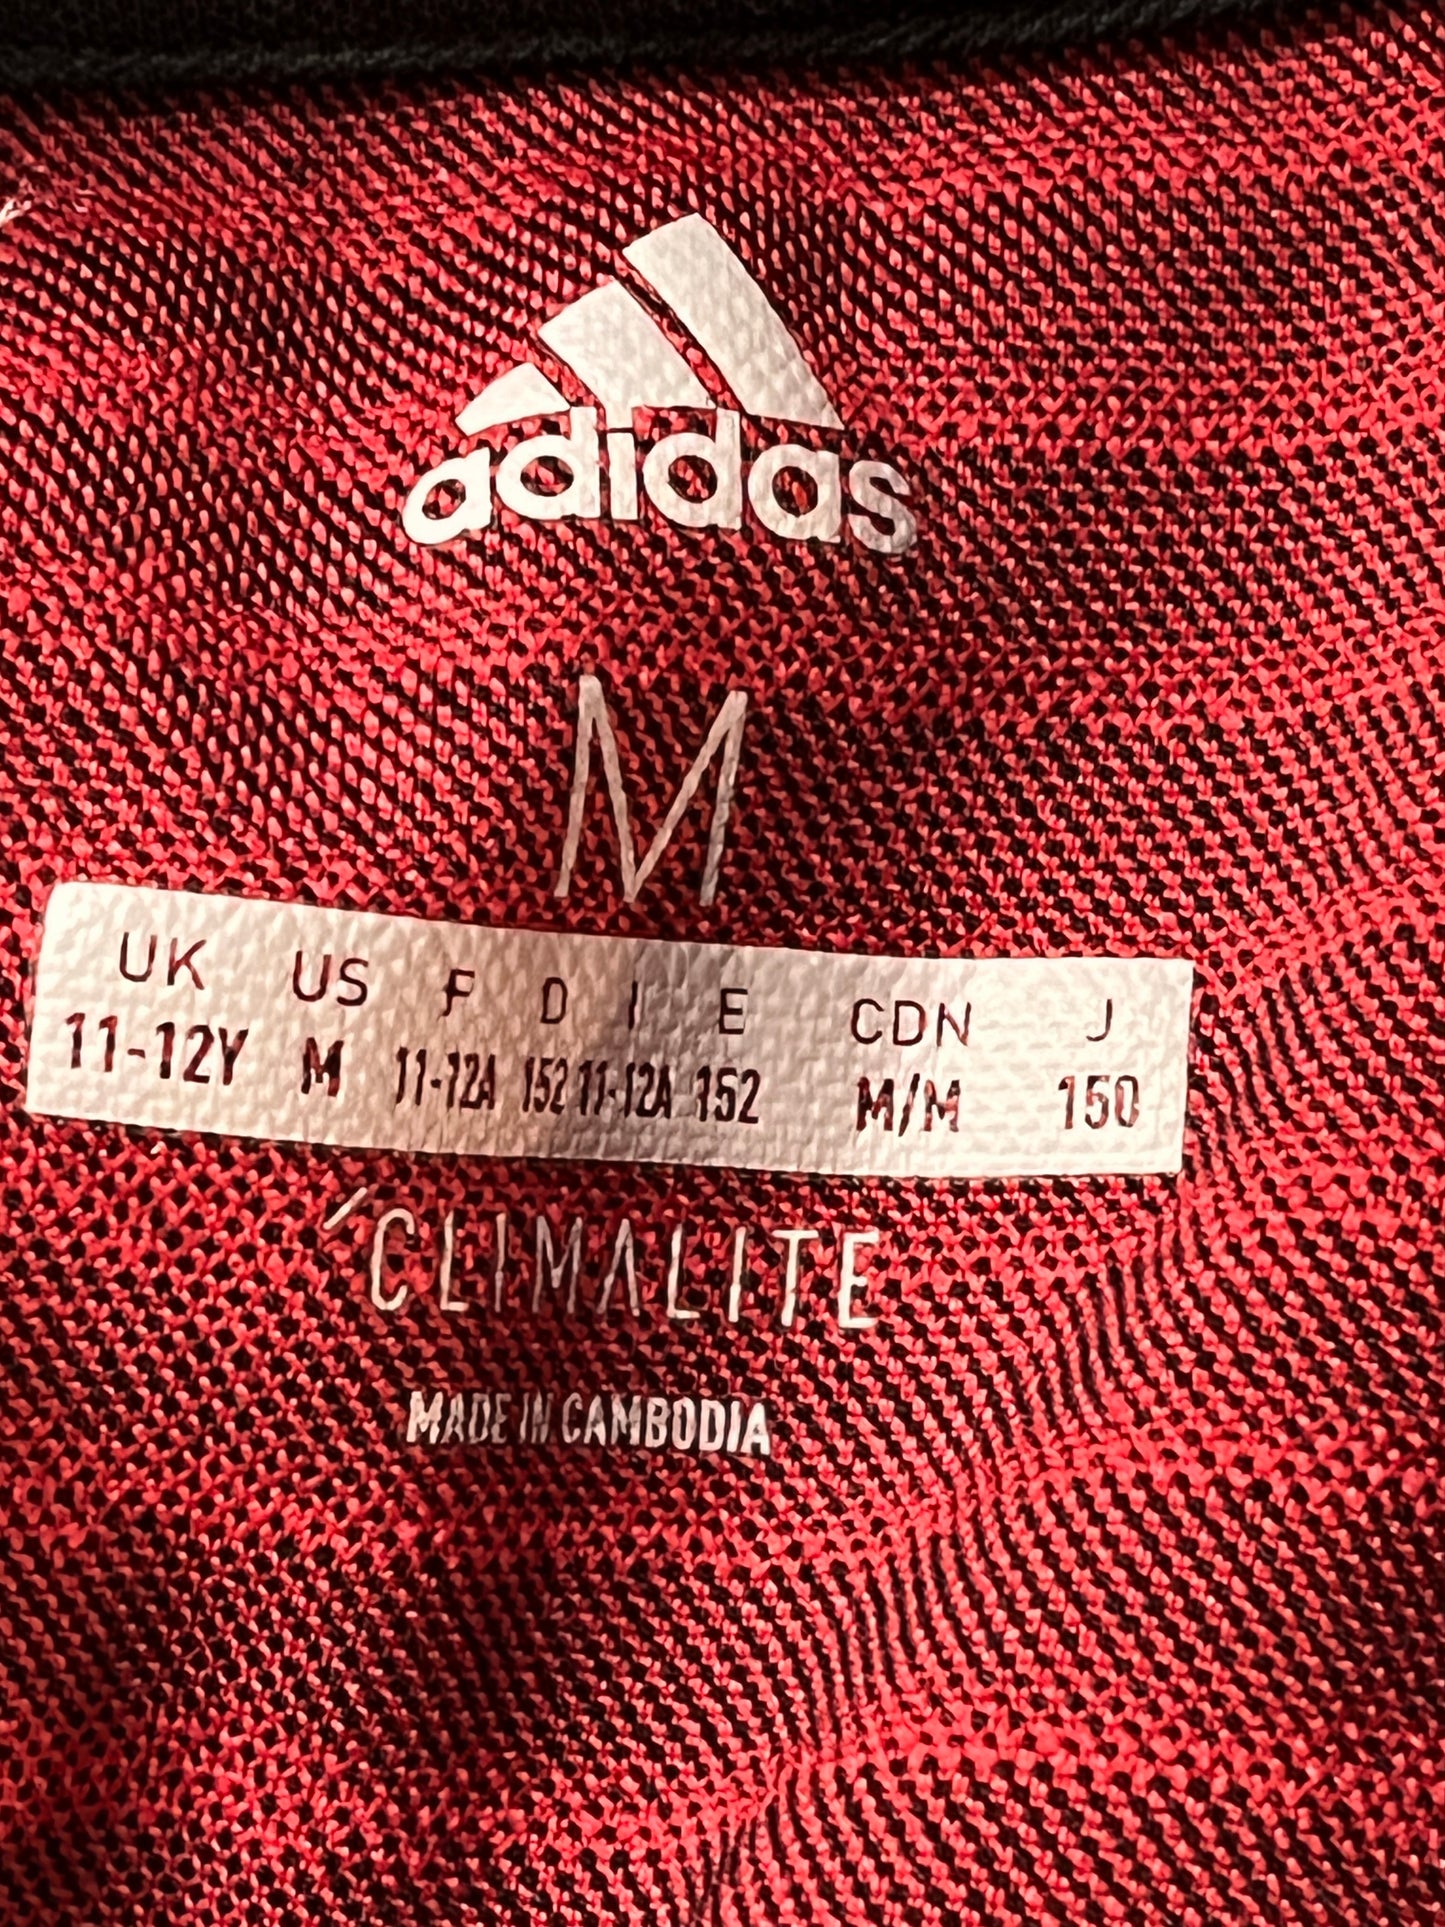 adidas
M
UK US F D I E CDN J
11-12Y M 11-12A 152 11-12A 152 M/M 150
CLIMALITE
MADE IN CAMBODIA